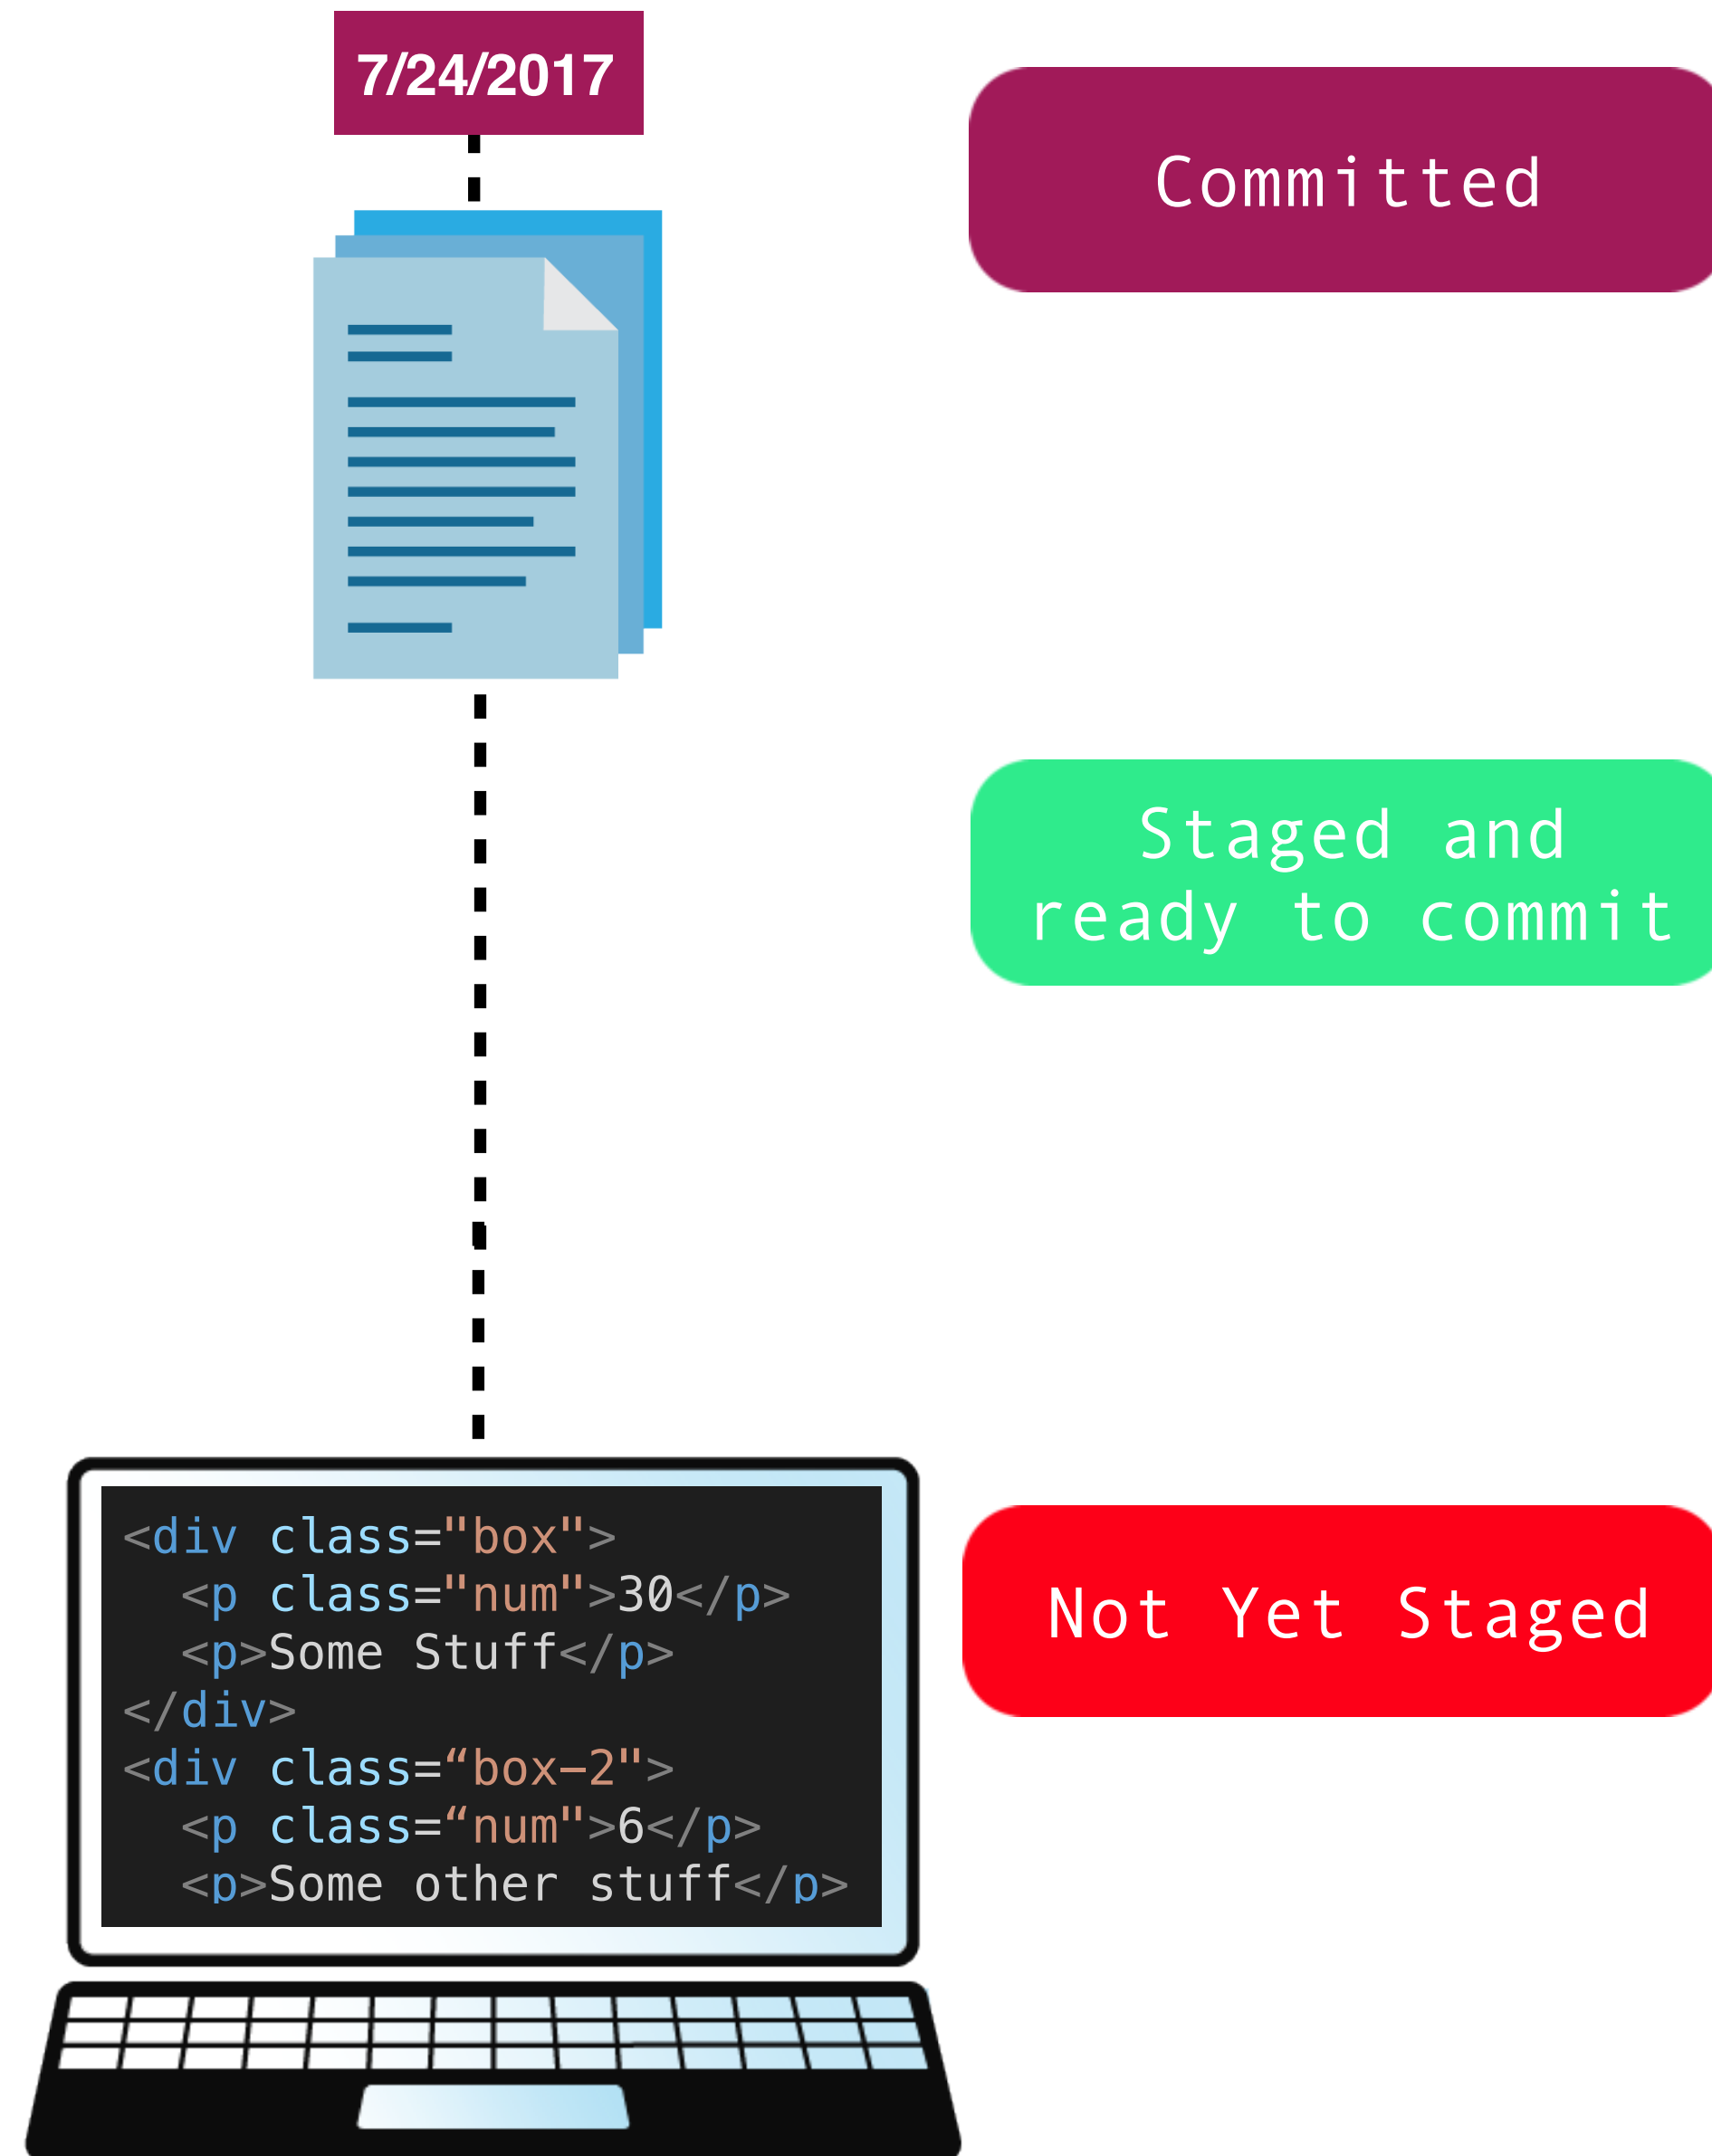 7/24/2017
Committed
Staged and
ready to commit
Not Yet Staged
<div class="box">
  <p class="num">30</p>
  <p>Some Stuff</p>
</div>
<div class=“box-2">
  <p class=“num">6</p>
  <p>Some other stuff</p>